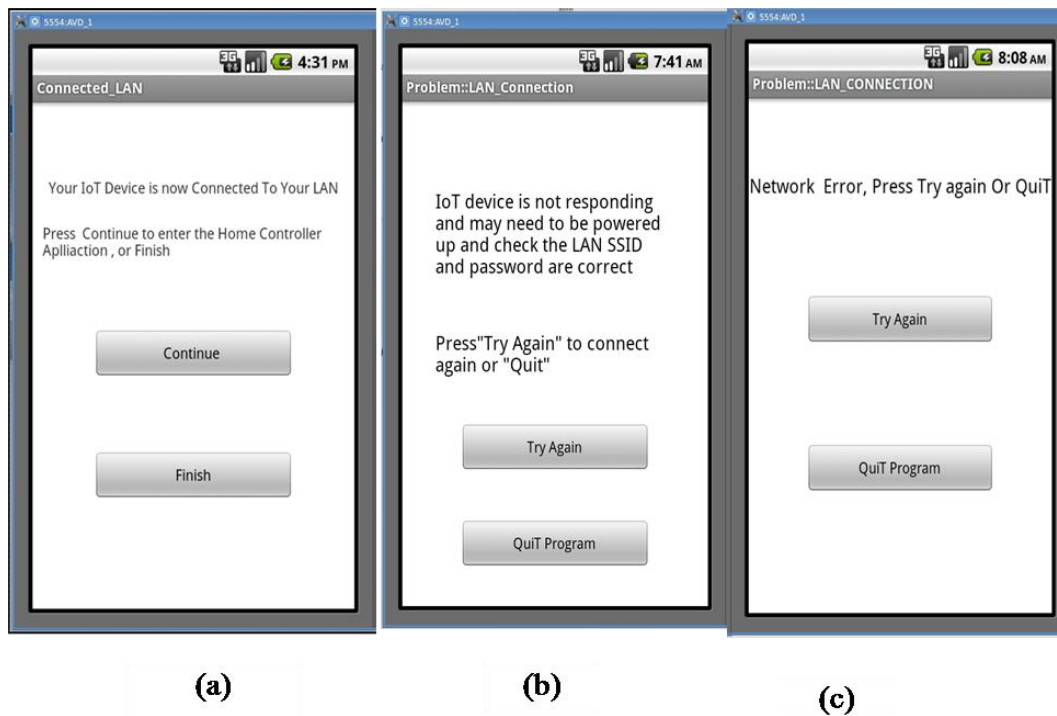 5554:AVD_1
3G 4:31 PM
Connected_LAN
Your IoT Device is now Connected To Your LAN
Press Continue to enter the Home Controller
Aplliaction , or Finish
Continue
Finish
(a)
5554:AVD_1
3G 7:41 AM
Problem::LAN_Connection
IoT device is not responding
and may need to be powered
up and check the LAN SSID
and password are correct
Press"Try Again" to connect
again or "Quit"
Try Again
QuiT Program
(b)
5554:AVD_1
3G 8:08 AM
Problem::LAN_CONNECTION
Network Error, Press Try again Or QuiT
Try Again
QuiT Program
(c)